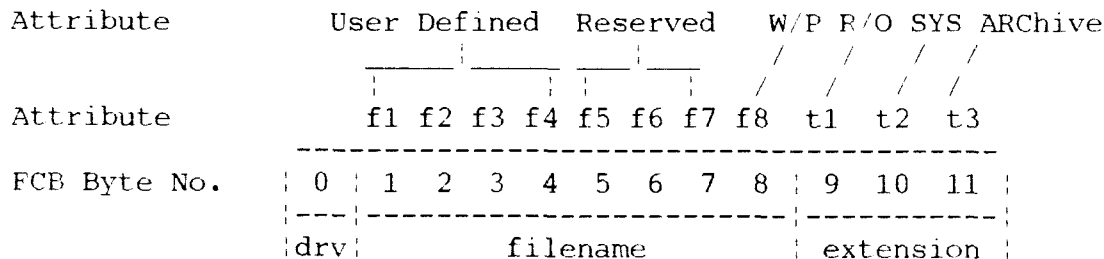 Attribute User Defined Reserved W/P R/O SYS ARChive
Attribute f1 f2 f3 f4 f5 f6 f7 f8 t1 t2 t3
FCB Byte No. 0 1 2 3 4 5 6 7 8 9 10 11
drv filename extension